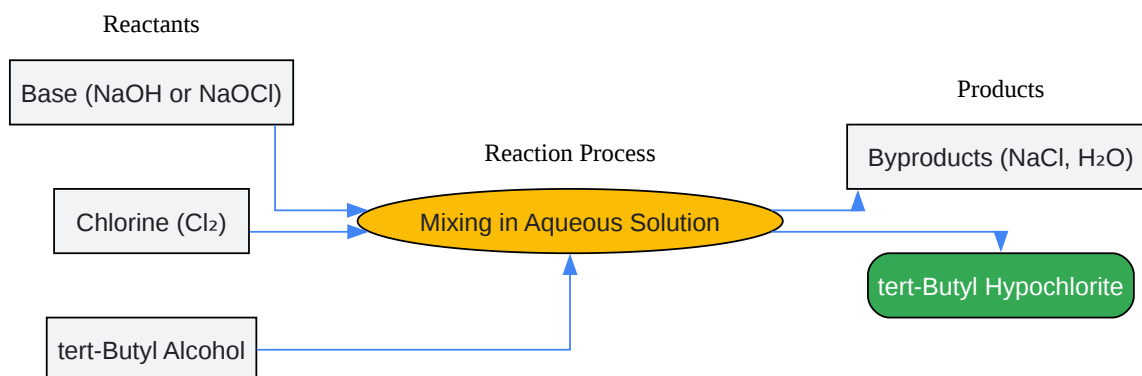 Reactants
Base (NaOH or NaOCl)
Chlorine (Cl₂)
tert-Butyl Alcohol
Reaction Process
Mixing in Aqueous Solution
Products
Byproducts (NaCl, H₂O)
tert-Butyl Hypochlorite